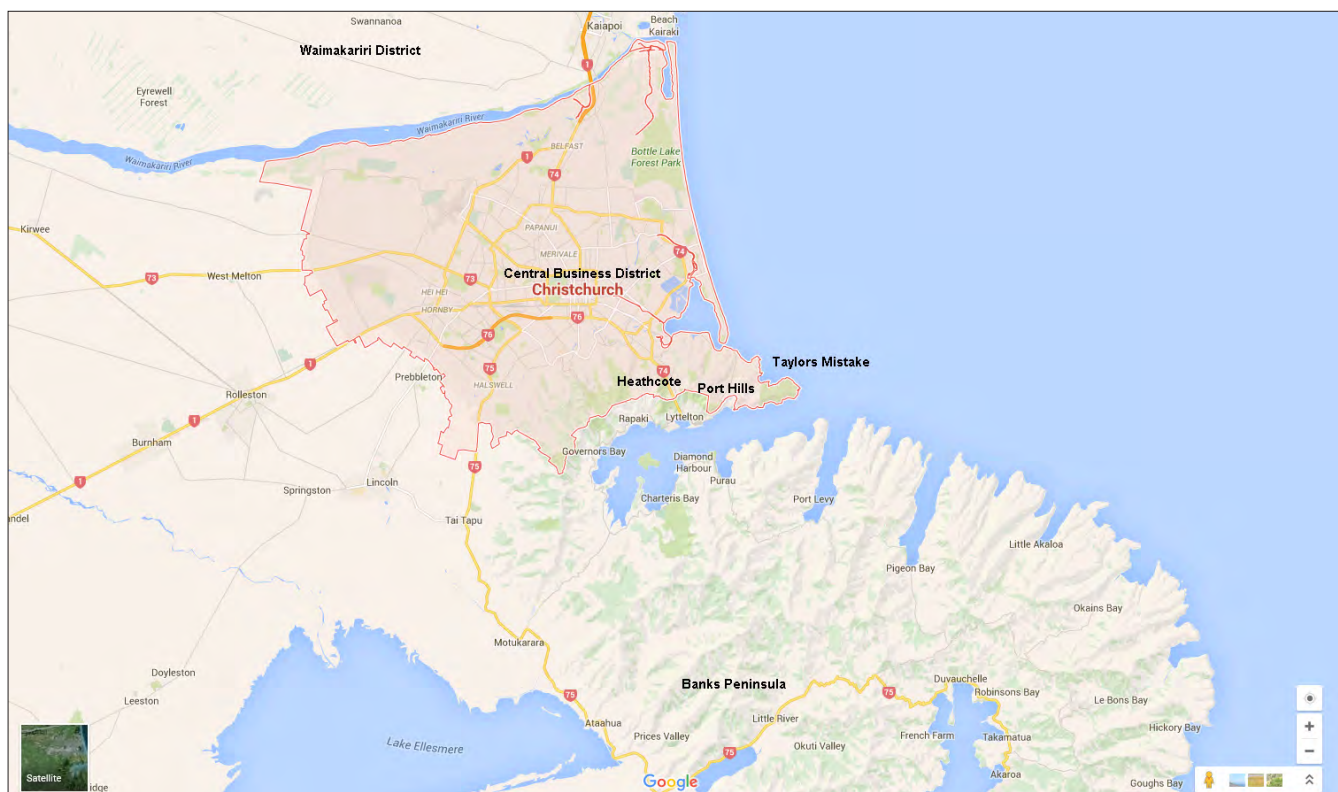 Swannanoa
Beach
Kaiapoi
Kairaki
Waimakariri District
1
Eyrewell
Forest
Waimakariri River
Waimakariri River
BELFAST
1
Bottle Lake
Forest Park
74
Kirwee
PAPANUI
74
MERIVALE
West Melton
73
73
Central Business District
Christchurch
HEI HEI
HORNBY
76
76
1
75
74
Taylors Mistake
Prebbleton
HALSWELL
Heathcote
Port Hills
Rolleston
1
Rapaki
Lyttelton
Burnham
Governors Bay
75
Diamond
Harbour
Purau
1
Springston
Lincoln
Charteris Bay
Port Levy
andel
Tai Tapu
Little Akaloa
Pigeon Bay
Okains Bay
Motukarara
Doyleston
Banks Peninsula
Duvauchelle
75
75
Robinsons Bay
Leeston
Le Bons Bay
Little River
Ataahua
Prices Valley
French Farm
Takamatua
Hickory Bay
Lake Ellesmere
75
Okuti Valley
Akaroa
Satellite
idge
Google
Goughs Bay
+
−